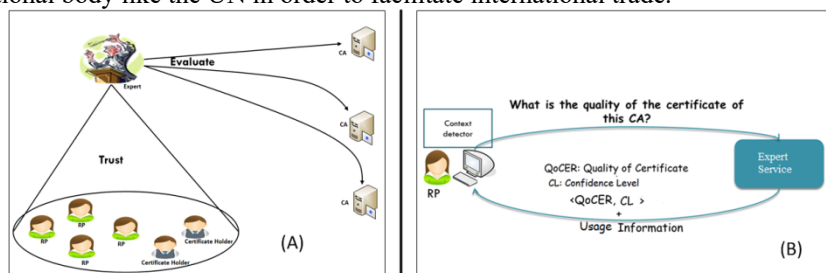 tional body like the UN in order to facilitate international trade.
Expert
Evaluate
CA
CA
CA
Trust
RP
RP
RP
RP
Certificate Holder
Certificate Holder
(A)
What is the quality of the certificate of
this CA?
Context
detector
RP
Expert
Service
QoCER: Quality of Certificate
CL: Confidence Level
<QoCER, CL >
+
Usage Information
(B)